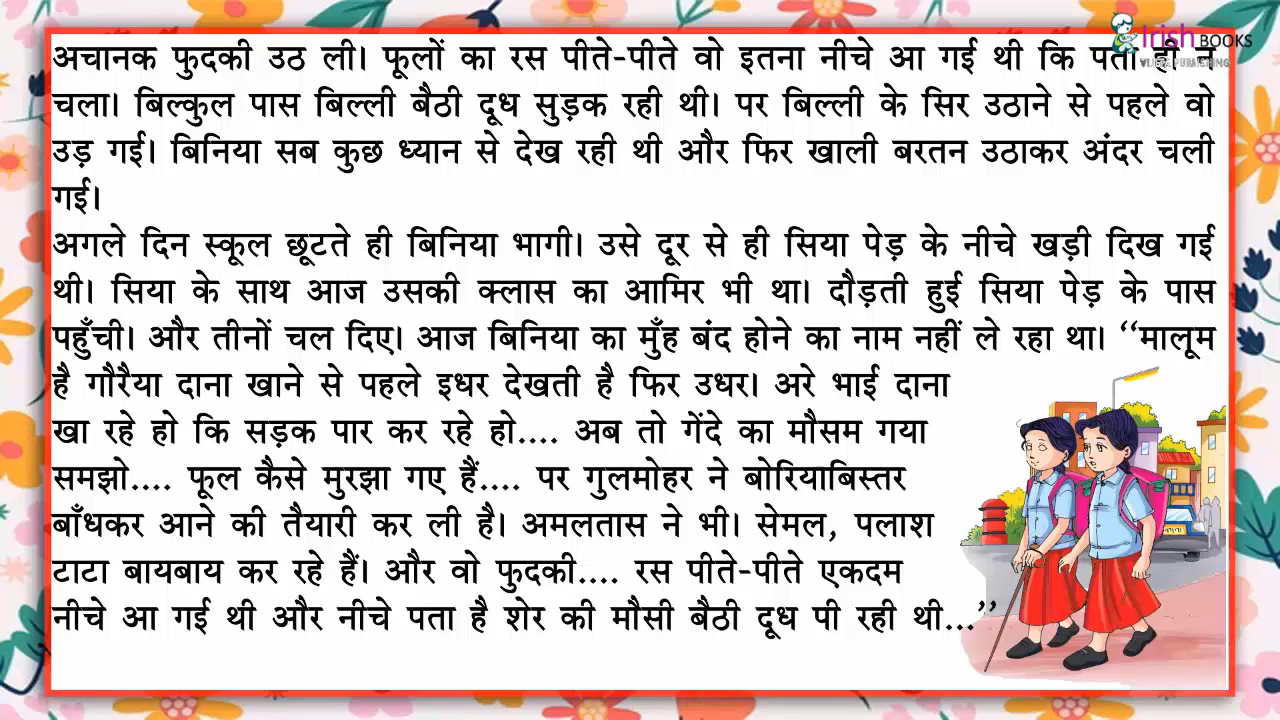 Irish BOOKS
अचानक फुदकी उठ ली। फूलों का रस पीते-पीते वो इतना नीचे आ गई थी कि
चला। बिल्कुल पास बिल्ली बैठी दूध सुड़क रही थी। पर बिल्ली के सिर उठाने से पहले वो
उड़ गई। बिनिया सब कुछ ध्यान से देख रही थी और फिर खाली बरतन उठाकर अंदर चली
गई।
अगले दिन स्कूल छूटते ही बिनिया भागी। उसे दूर से ही सिया पेड़ के नीचे खड़ी दिख गई
थी। सिया के साथ आज उसकी क्लास का आमिर भी था। दौड़ती हुई सिया पेड़ के पास
पहुँची। और तीनों चल दिए। आज बिनिया का मुँह बंद होने का नाम नहीं ले रहा था। ‘‘मालूम
है गौरैया दाना खाने से पहले इधर देखती है फिर उधर। अरे भाई दाना
खा रहे हो कि सड़क पार कर रहे हो.... अब तो गेंदे का मौसम गया
समझो.... फूल कैसे मुरझा गए हैं.... पर गुलमोहर ने बोरियाबिस्तर
बाँधकर आने की तैयारी कर ली है। अमलतास ने भी। सेमल, पलाश
टाटा बायबाय कर रहे हैं। और वो फुदकी.... रस पीते-पीते एकदम
नीचे आ गई थी और नीचे पता है शेर की मौसी बैठी दूध पी रही थी...’’